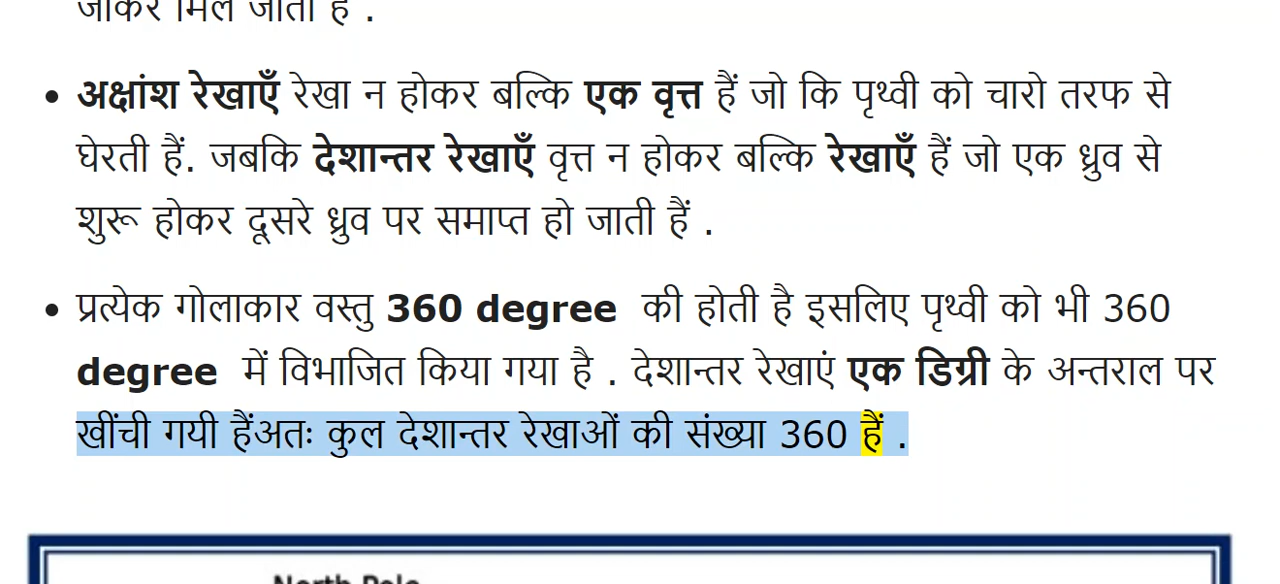 जाकर मिल जाती है .
• अक्षांश रेखाएँ रेखा न होकर बल्कि एक वृत्त हैं जो कि पृथ्वी को चारो तरफ से
घेरती हैं. जबकि देशान्तर रेखाएँ वृत्त न होकर बल्कि रेखाएँ हैं जो एक ध्रुव से
शुरू होकर दूसरे ध्रुव पर समाप्त हो जाती हैं .
• प्रत्येक गोलाकार वस्तु 360 degree की होती है इसलिए पृथ्वी को भी 360
degree में विभाजित किया गया है . देशान्तर रेखाएं एक डिग्री के अन्तराल पर
खींची गयी हैंअतः कुल देशान्तर रेखाओं की संख्या 360 हैं .
North Pole